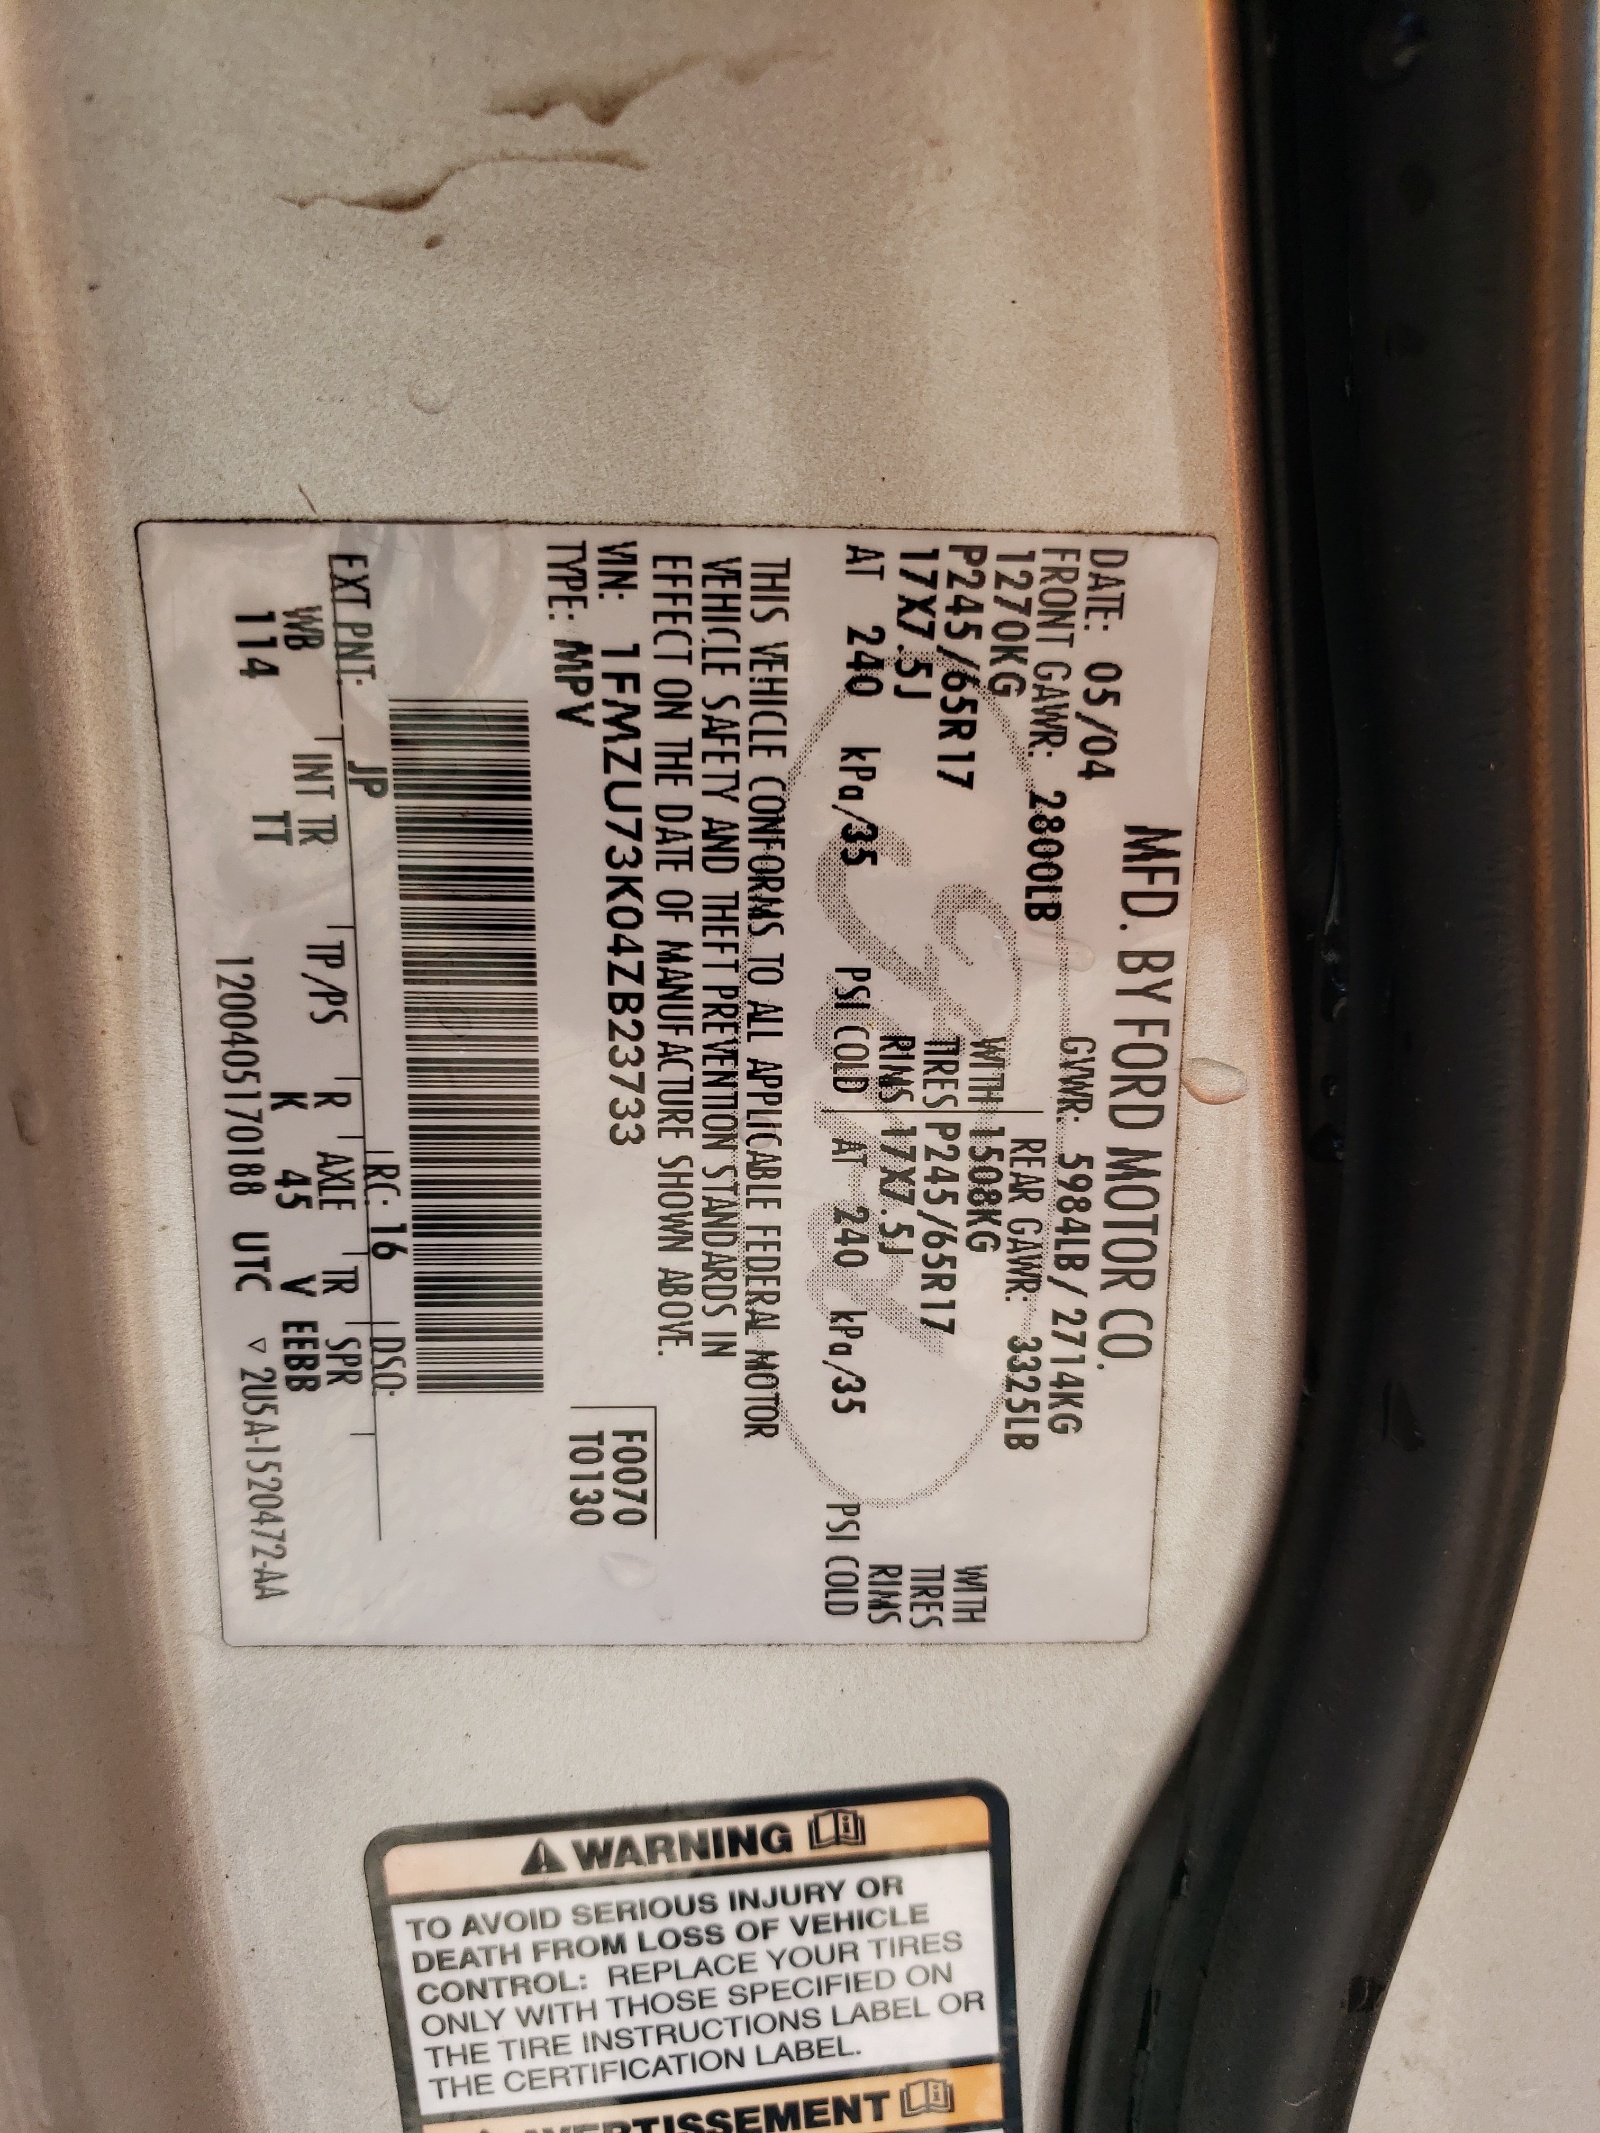 MFD. BY FORD MOTOR CO.
DATE: 05/04 GVWR: 5984LB/2714KG
FRONT GAWR: 2800LB REAR GAWR: 3325LB
1270KG WITH 1508KG WITH
P245/65R17 TIRES P245/65R17 TIRES
17X7.5J RIMS 17X7.5J RIMS
AT 240 kPa/35 PSI COLD AT 240 kPa/35 PSI COLD
THIS VEHICLE CONFORMS TO ALL APPLICABLE FEDERAL MOTOR
VEHICLE SAFETY AND THEFT PREVENTION STANDARDS IN
EFFECT ON THE DATE OF MANUFACTURE SHOWN ABOVE.
VIN: 1FMZU73K04ZB23733 F0070
TYPE: MPV T0130
EXT PNT: JP RC: 16 DSO:
WB INT TR TP/PS R AXLE TR SPR
114 TT K 45 V EEBB
1200405170188 UTC ▽ 2U5A-1520472-AA
⚠ WARNING
TO AVOID SERIOUS INJURY OR
DEATH FROM LOSS OF VEHICLE
CONTROL: REPLACE YOUR TIRES
ONLY WITH THOSE SPECIFIED ON
THE TIRE INSTRUCTIONS LABEL OR
THE CERTIFICATION LABEL.
AVERTISSEMENT